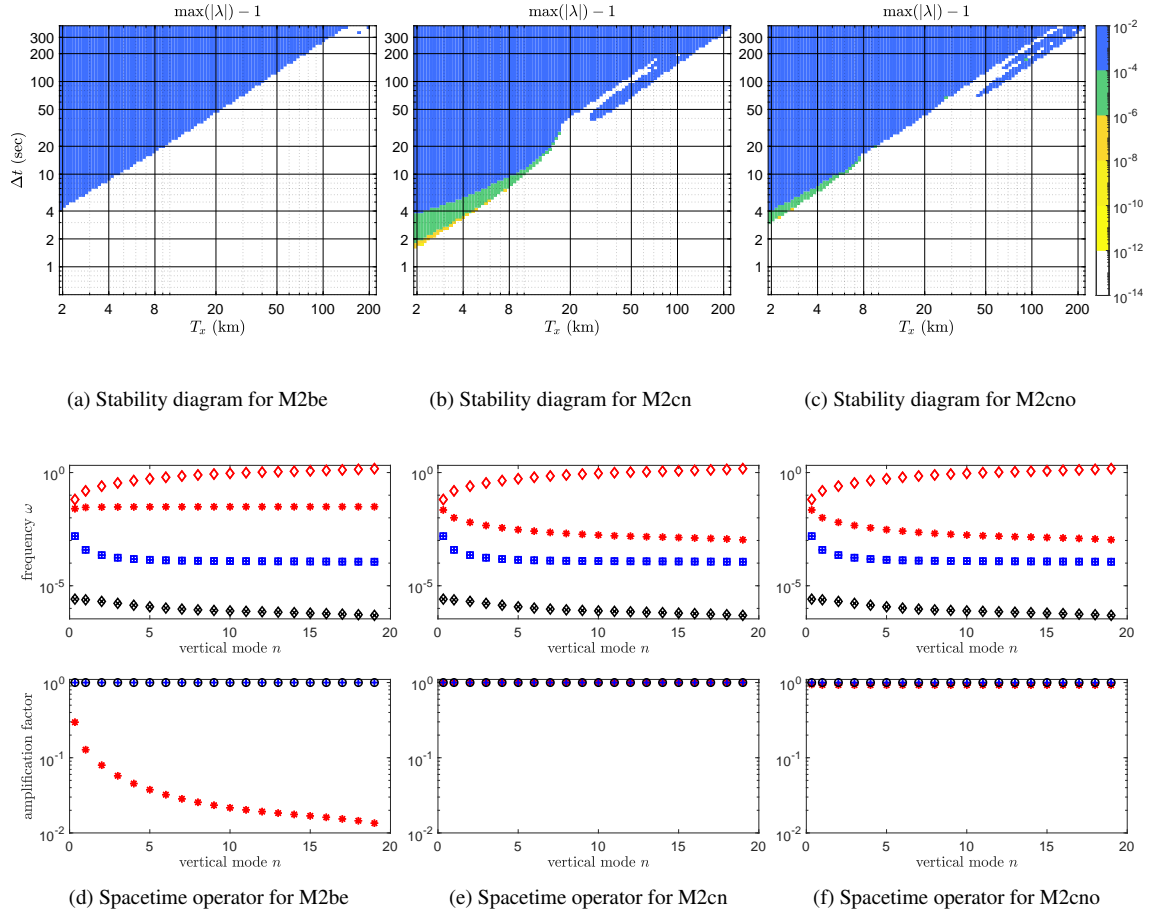 max(|λ|) − 1
max(|λ|) − 1
max(|λ|) − 1
Δt (sec)
300
200
100
50
20
10
4
2
1
2
4
8
20
50
100
200
T_x (km)
300
200
100
50
20
10
4
2
1
2
4
8
20
50
100
200
T_x (km)
300
200
100
50
20
10
4
2
1
2
4
8
20
50
100
200
T_x (km)
10^-2
10^-4
10^-6
10^-8
10^-10
10^-12
10^-14
(a) Stability diagram for M2be
(b) Stability diagram for M2cn
(c) Stability diagram for M2cno
frequency ω
10^0
10^-5
0 5 10 15 20
vertical mode n
10^0
10^-5
0 5 10 15 20
vertical mode n
10^0
10^-5
0 5 10 15 20
vertical mode n
amplification factor
10^0
10^-1
10^-2
0 5 10 15 20
vertical mode n
10^0
10^-1
10^-2
0 5 10 15 20
vertical mode n
10^0
10^-1
10^-2
0 5 10 15 20
vertical mode n
(d) Spacetime operator for M2be
(e) Spacetime operator for M2cn
(f) Spacetime operator for M2cno